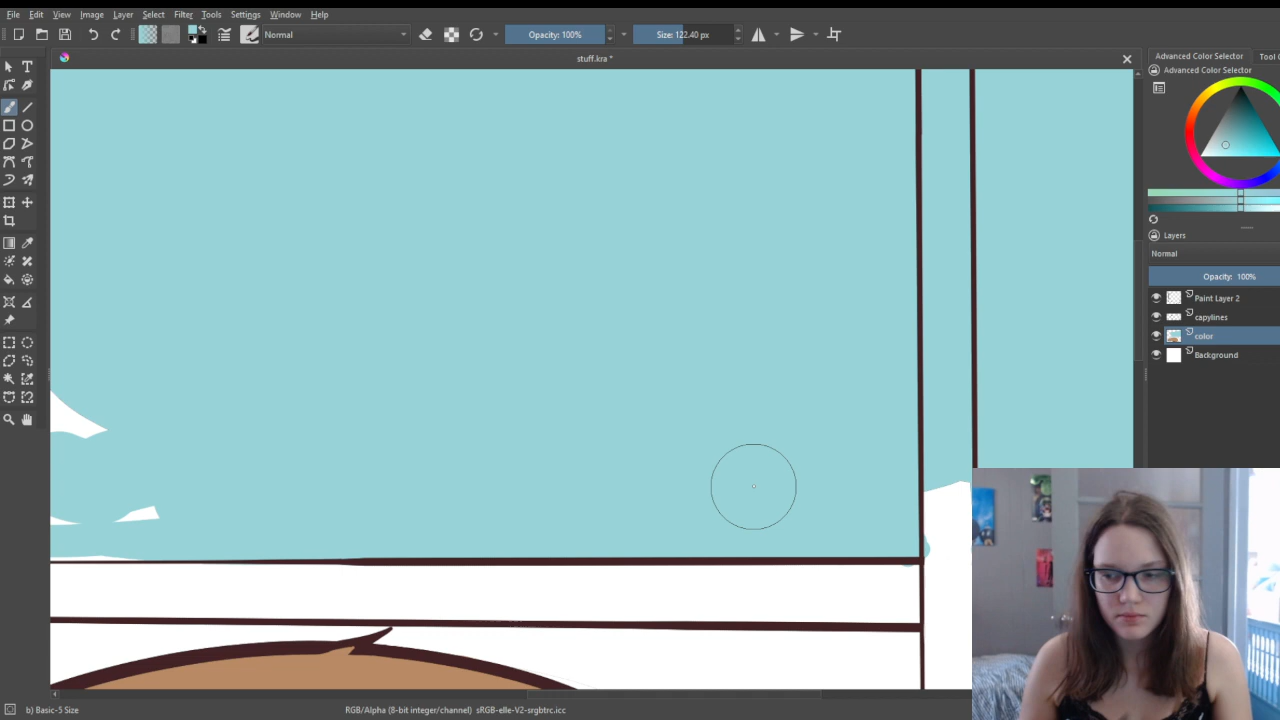 File Edit View Image Layer Select Filter Tools Settings Window Help
Normal
Opacity: 100%
Size: 122.40 px
stuff.kra *
Advanced Color Selector
Tool
Advanced Color Selector
Layers
Normal
Opacity: 100%
Paint Layer 2
capylines
color
Background
b) Basic-5 Size
RGB/Alpha (8-bit integer/channel) sRGB-elle-V2-srgbtrc.icc